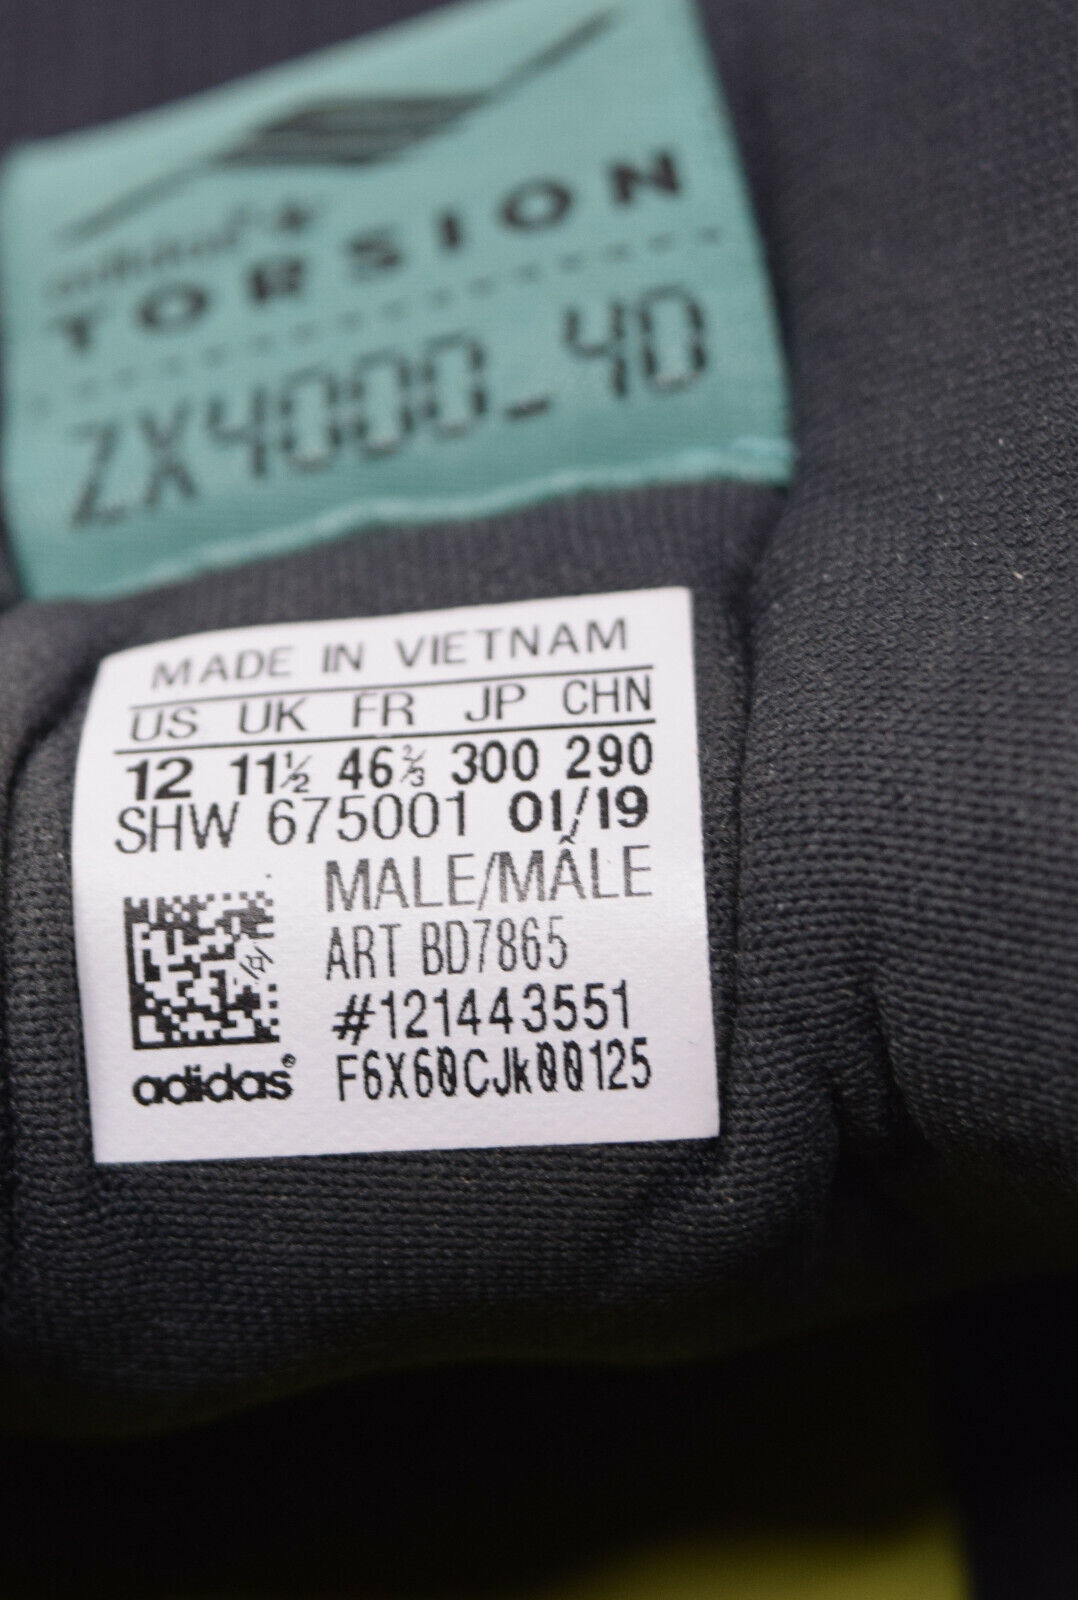 TORSION
ZX4000_4D
MADE IN VIETNAM
US UK FR JP CHN
12 11½ 46⅔ 300 290
SHW 675001 01/19
MALE/MÂLE
ART BD7865
#121443551
adidas® F6X60CJk00125